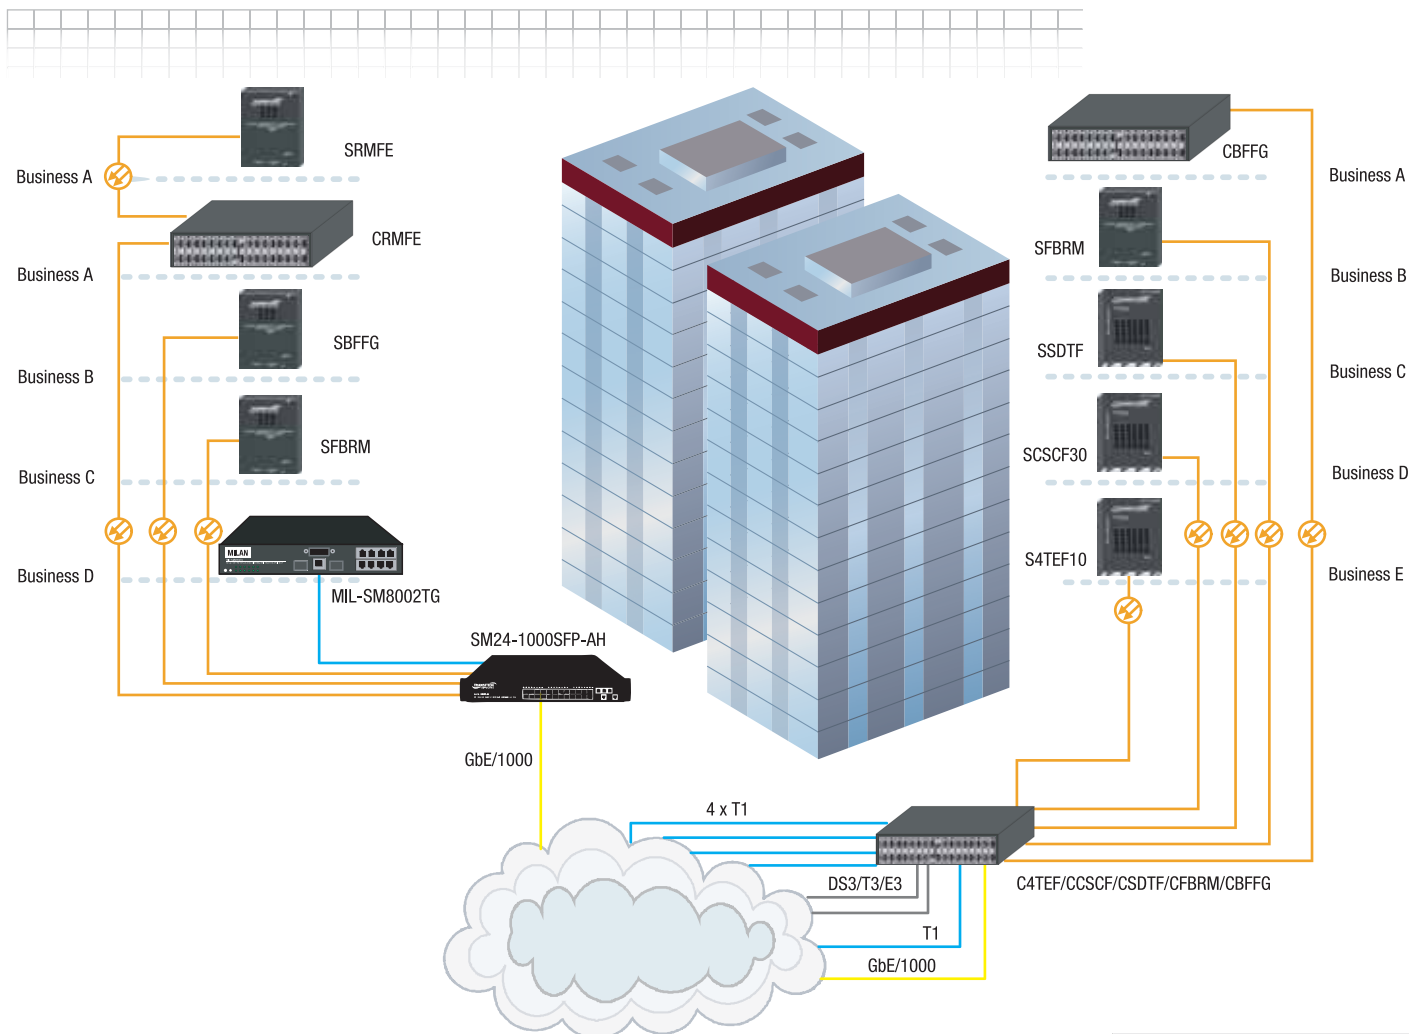 SRMFE
Business A
CRMFE
Business A
SBFFG
Business B
SFBRM
Business C
MILAN
Business D
MIL-SM8002TG
SM24-1000SFP-AH
GbE/1000
CBFFG
Business A
SFBRM
Business B
SSDTF
Business C
SCSCF30
Business D
S4TEF10
Business E
4 x T1
DS3/T3/E3
C4TEF/CCSCF/CSDTF/CFBRM/CBFFG
T1
GbE/1000